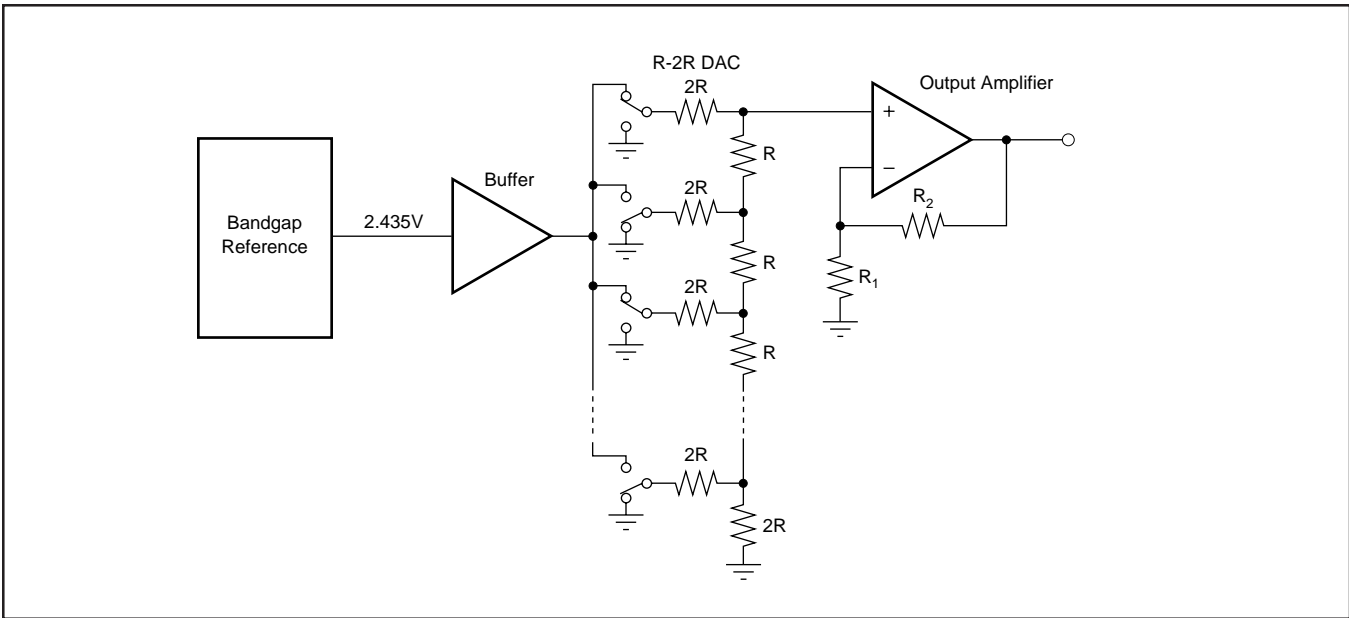 R-2R DAC
2R
Output Amplifier
+
−
R
Buffer
2R
R2
Bandgap
Reference
2.435V
R
R1
2R
R
2R
2R